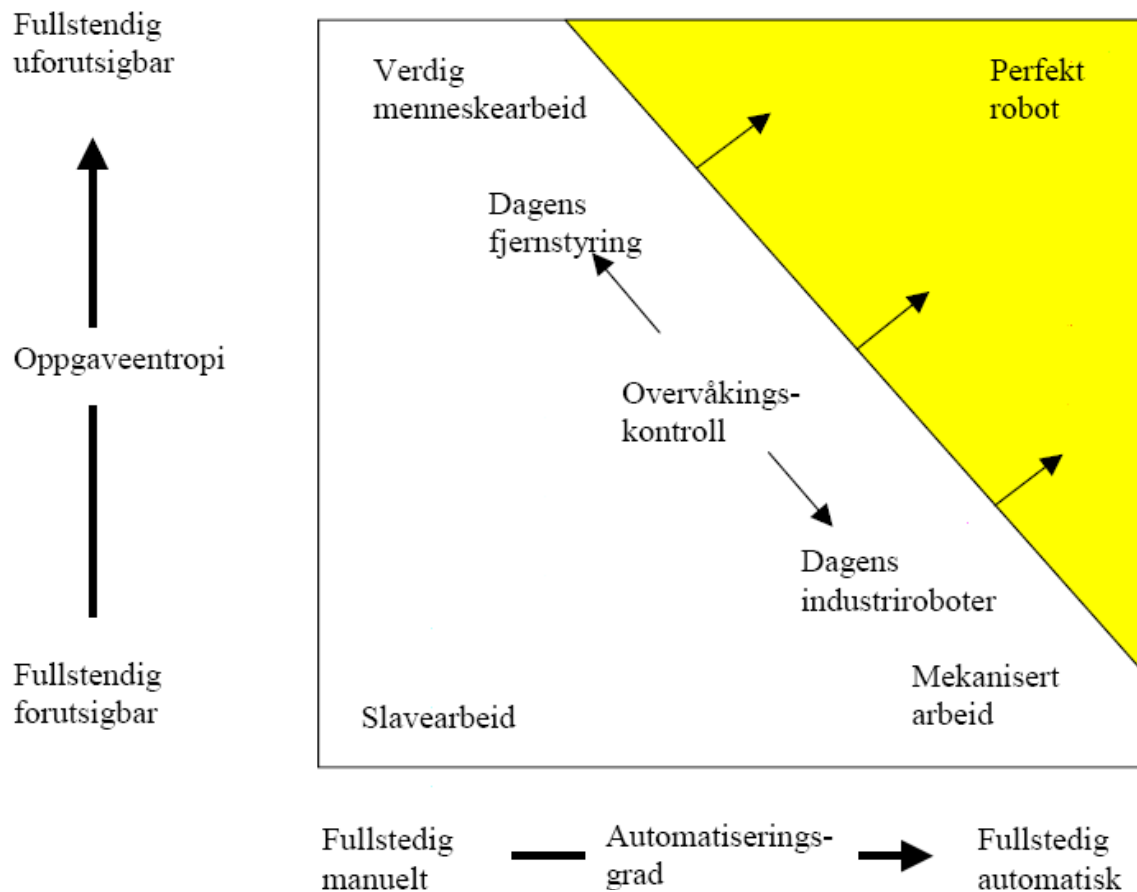 Fullstendig
uforutsigbar
Verdig
menneskearbeid
Perfekt
robot
Dagens
fjernstyring
Oppgaveentropi
Overvåkings-
kontroll
Dagens
industriroboter
Fullstendig
forutsigbar
Slavearbeid
Mekanisert
arbeid
Fullstedig
manuelt
Automatiserings-
grad
Fullstedig
automatisk